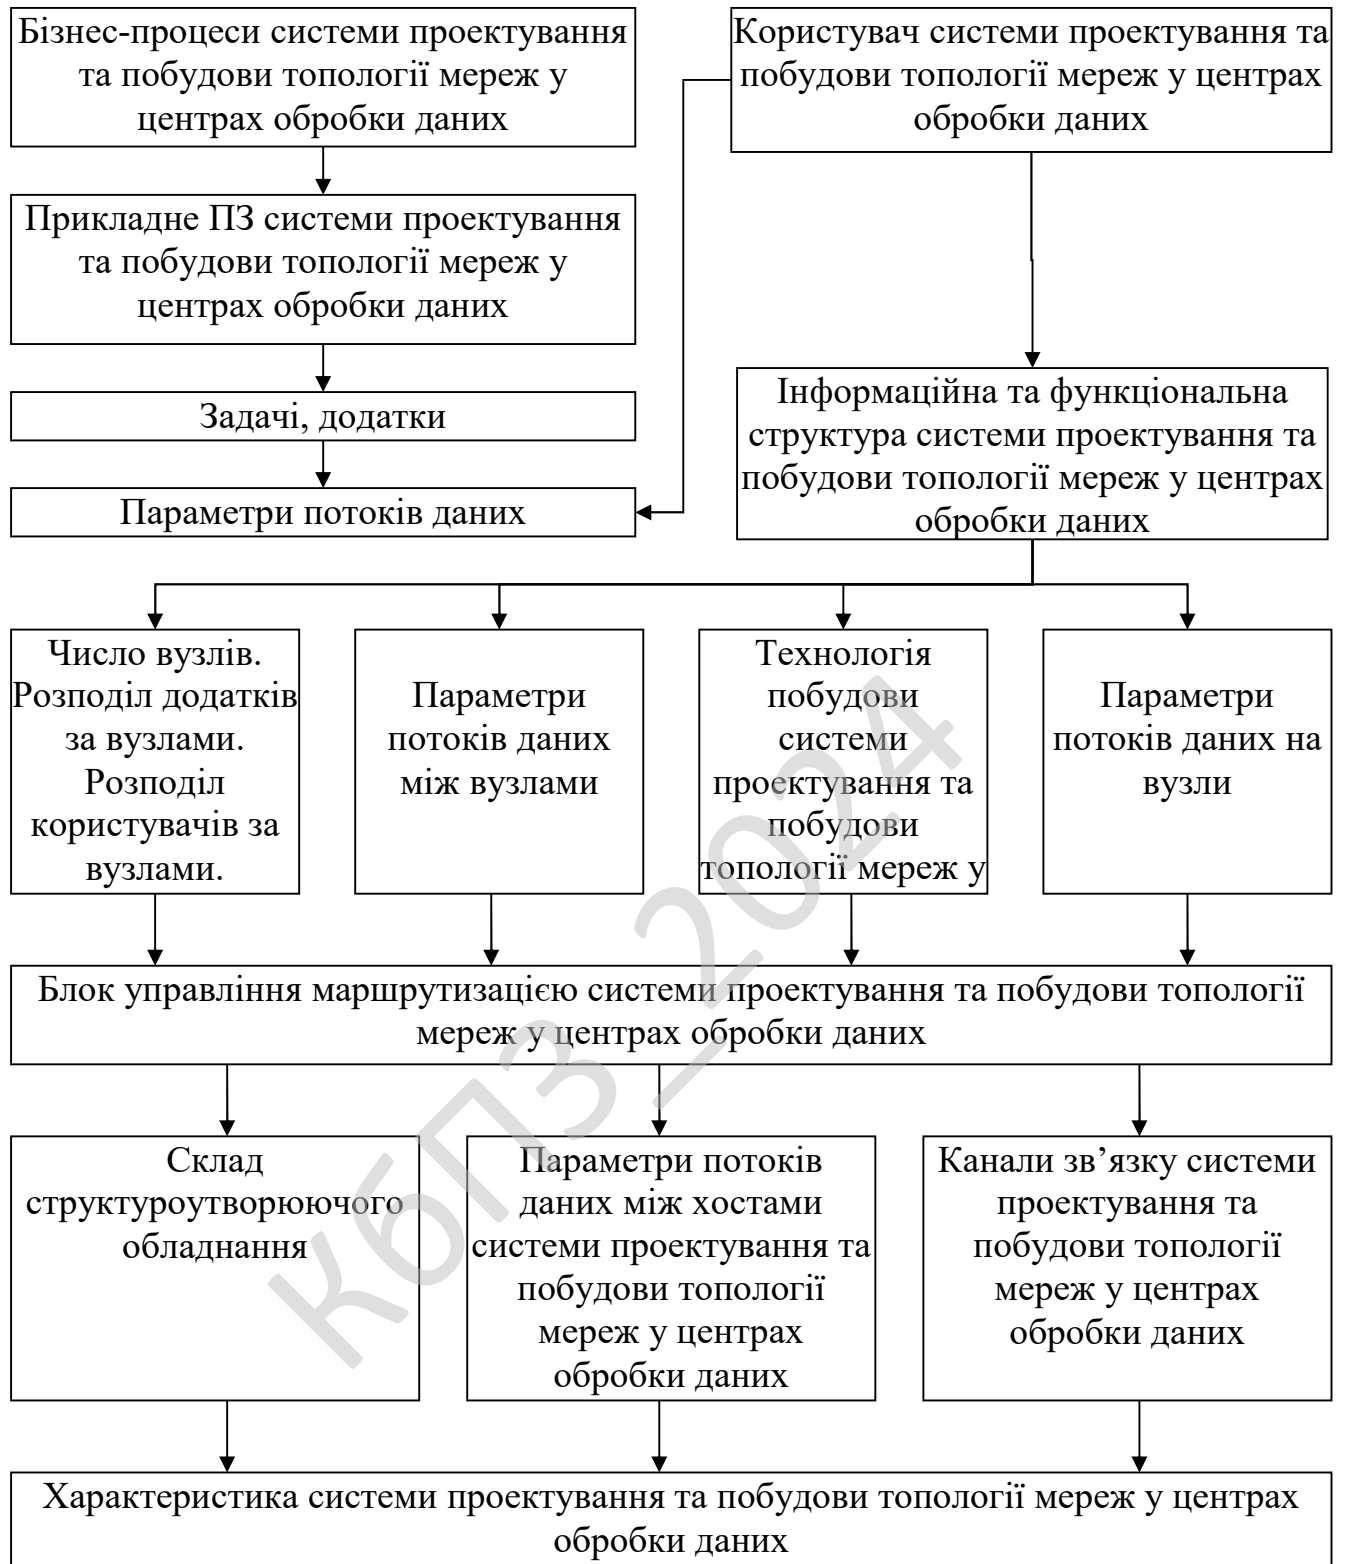 Бізнес-процеси системи проектування
та побудови топології мереж у
центрах обробки даних
Користувач системи проектування та
побудови топології мереж у центрах
обробки даних
Прикладне ПЗ системи проектування
та побудови топології мереж у
центрах обробки даних
Задачі, додатки
Параметри потоків даних
Інформаційна та функціональна
структура системи проектування та
побудови топології мереж у центрах
обробки даних
Число вузлів.
Розподіл додатків
за вузлами.
Розподіл
користувачів за
вузлами.
Параметри
потоків даних
між вузлами
Технологія
побудови
системи
проектування та
побудови
топології мереж у
Параметри
потоків даних на
вузли
Блок управління маршрутизацією системи проектування та побудови топології
мереж у центрах обробки даних
Склад
структуроутворюючого
обладнання
Параметри потоків
даних між хостами
системи проектування та
побудови топології
мереж у центрах
обробки даних
Канали зв’язку системи
проектування та
побудови топології
мереж у центрах
обробки даних
Характеристика системи проектування та побудови топології мереж у центрах
обробки даних
КбПЗ_2024